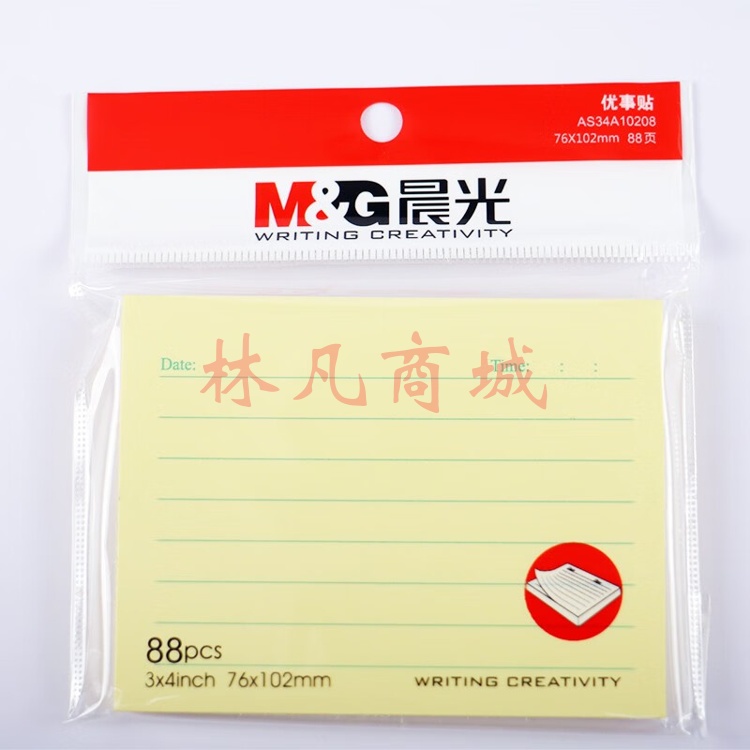 优事贴
AS34A10208
76X102mm 88页
M&G晨光
WRITING CREATIVITY
Date: Time: : :
林凡商城
88pcs
3x4inch 76x102mm
WRITING CREATIVITY